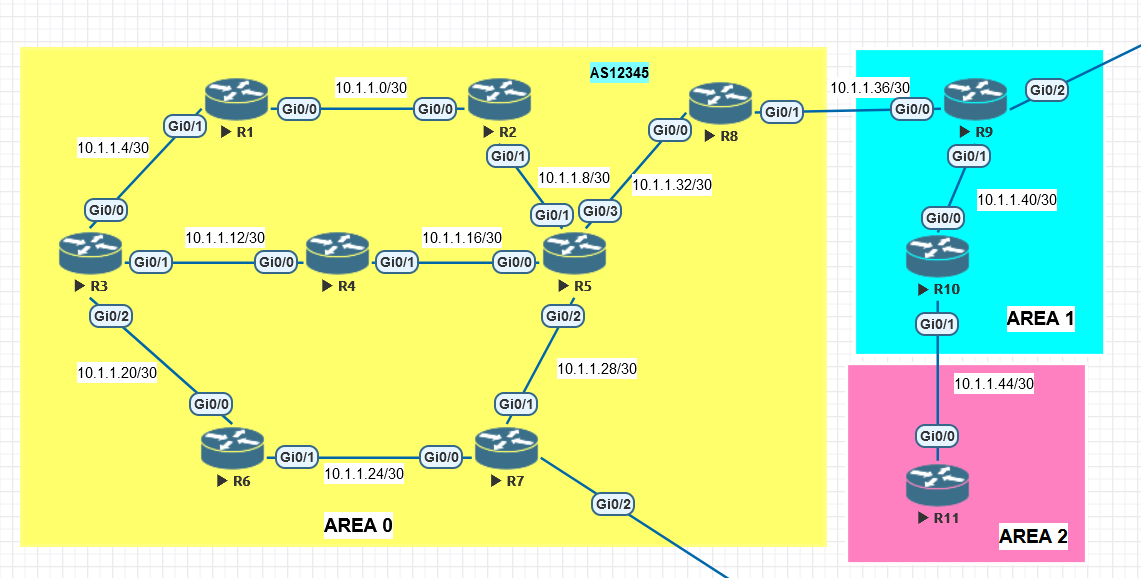 AS12345
10.1.1.0/30
10.1.1.36/30
Gi0/0
Gi0/0
Gi0/1
Gi0/0
Gi0/2
Gi0/1
R1
R2
Gi0/0
R8
R9
10.1.1.4/30
Gi0/1
Gi0/1
10.1.1.8/30
10.1.1.32/30
10.1.1.40/30
Gi0/0
Gi0/1
Gi0/3
Gi0/0
10.1.1.12/30
10.1.1.16/30
Gi0/1
Gi0/0
Gi0/1
Gi0/0
R3
R4
R5
R10
Gi0/2
Gi0/2
Gi0/1
AREA 1
10.1.1.20/30
10.1.1.28/30
10.1.1.44/30
Gi0/0
Gi0/1
Gi0/0
Gi0/1
Gi0/0
10.1.1.24/30
R6
R7
Gi0/2
R11
AREA 0
AREA 2